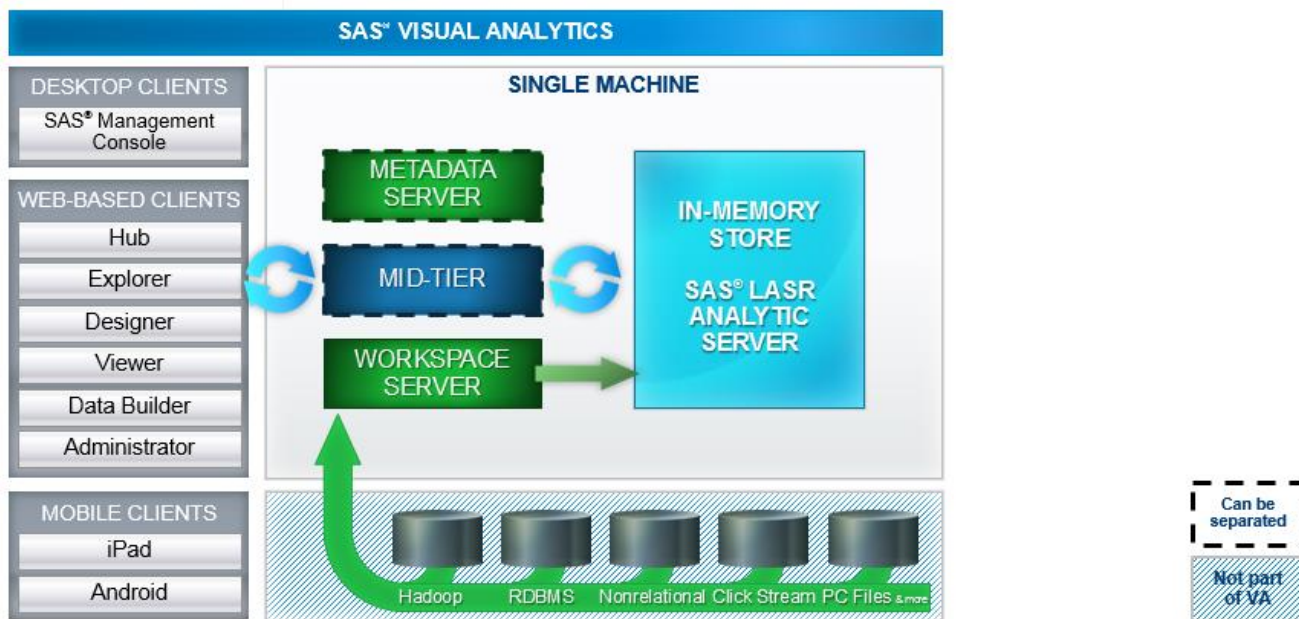 SAS® VISUAL ANALYTICS
DESKTOP CLIENTS
SAS® Management
Console
WEB-BASED CLIENTS
Hub
Explorer
Designer
Viewer
Data Builder
Administrator
MOBILE CLIENTS
iPad
Android
SINGLE MACHINE
METADATA
SERVER
MID-TIER
WORKSPACE
SERVER
IN-MEMORY
STORE
SAS® LASR
ANALYTIC
SERVER
Hadoop
RDBMS
Nonrelational
Click Stream
PC Files & more
Can be
separated
Not part
of VA